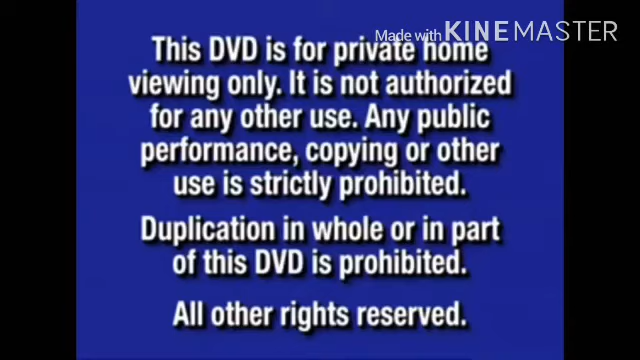 Made with KINEMASTER
This DVD is for private home
viewing only. It is not authorized
for any other use. Any public
performance, copying or other
use is strictly prohibited.
Duplication in whole or in part
of this DVD is prohibited.
All other rights reserved.